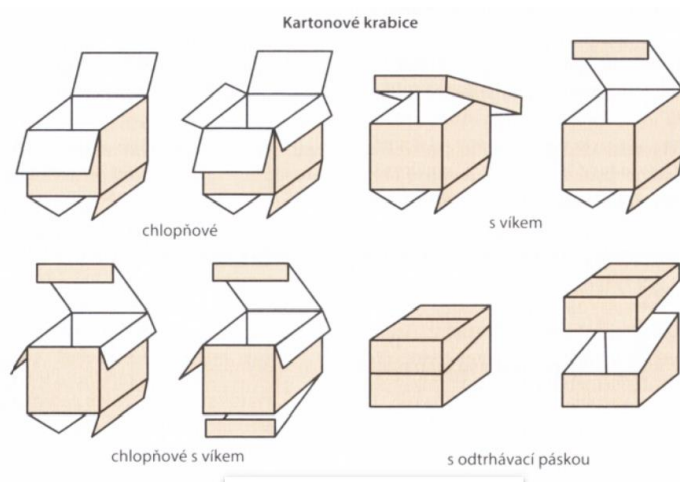 Kartonové krabice
chlopňové
s víkem
chlopňové s víkem
s odtrhávací páskou